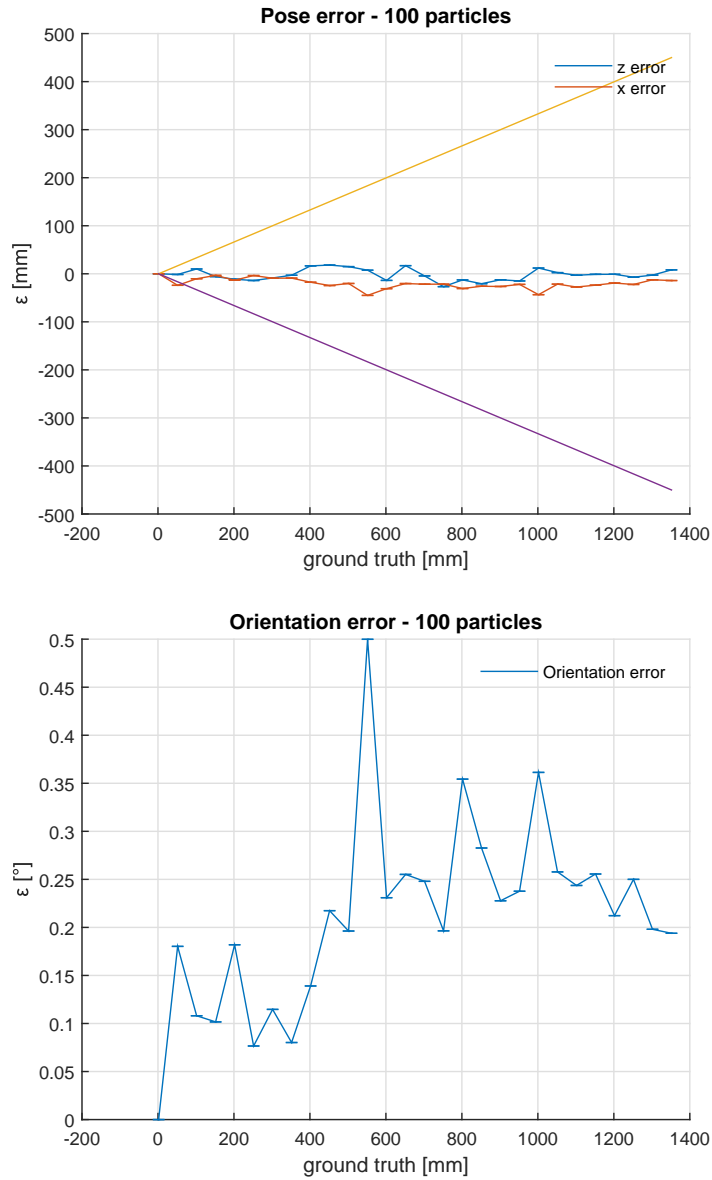 Pose error - 100 particles
500
400
300
200
100
0
-100
-200
-300
-400
-500
ε [mm]
z error
x error
-200 0 200 400 600 800 1000 1200 1400
ground truth [mm]
Orientation error - 100 particles
0.5
0.45
0.4
0.35
0.3
0.25
0.2
0.15
0.1
0.05
0
ε [°]
Orientation error
-200 0 200 400 600 800 1000 1200 1400
ground truth [mm]